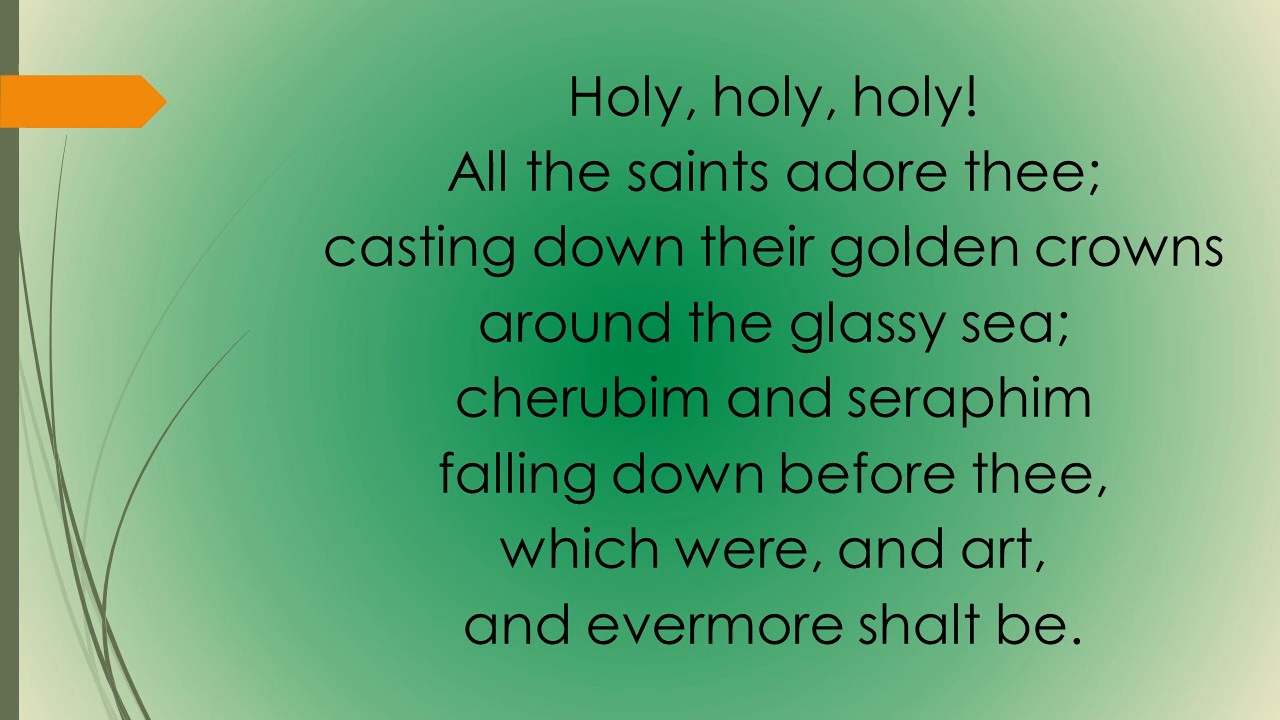 Holy, holy, holy!
All the saints adore thee;
casting down their golden crowns
around the glassy sea;
cherubim and seraphim
falling down before thee,
which were, and art,
and evermore shalt be.